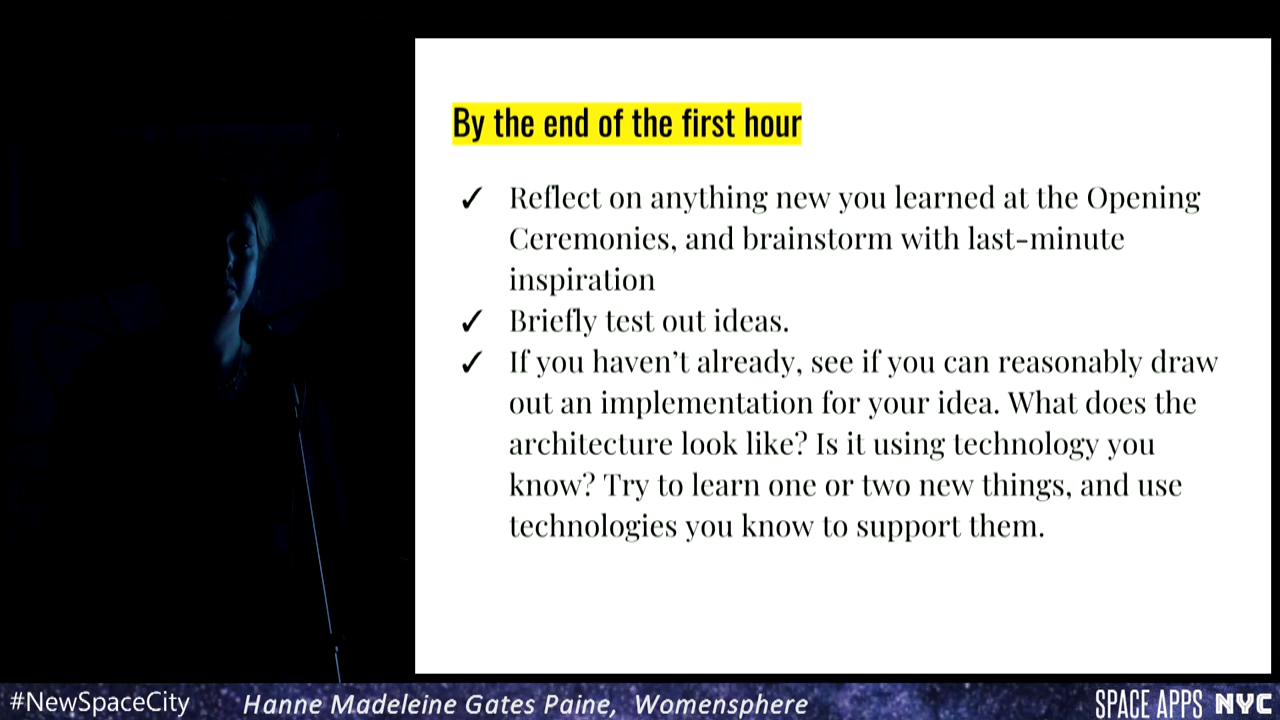 By the end of the first hour
✓ Reflect on anything new you learned at the Opening
Ceremonies, and brainstorm with last-minute
inspiration
✓ Briefly test out ideas.
✓ If you haven't already, see if you can reasonably draw
out an implementation for your idea. What does the
architecture look like? Is it using technology you
know? Try to learn one or two new things, and use
technologies you know to support them.
#NewSpaceCity
Hanne Madeleine Gates Paine, Womensphere
SPACE APPS NYC